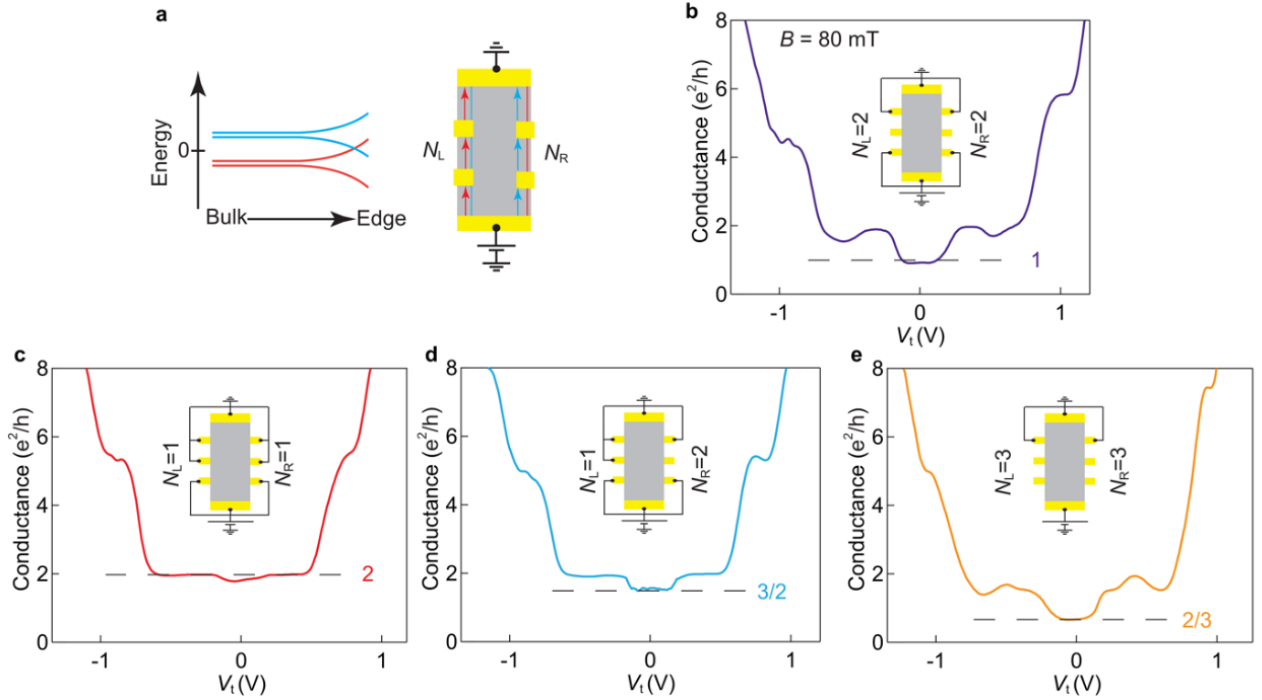 a
Energy
0
Bulk
Edge
N_L
N_R
b
B = 80 mT
Conductance (e²/h)
8
6
4
2
0
N_L=2
N_R=2
1
-1
0
1
V_t (V)
c
Conductance (e²/h)
8
6
4
2
0
N_L=1
N_R=1
2
-1
0
1
V_t (V)
d
Conductance (e²/h)
8
6
4
2
0
N_L=1
N_R=2
3/2
-1
0
1
V_t (V)
e
Conductance (e²/h)
8
6
4
2
0
N_L=3
N_R=3
2/3
-1
0
1
V_t (V)